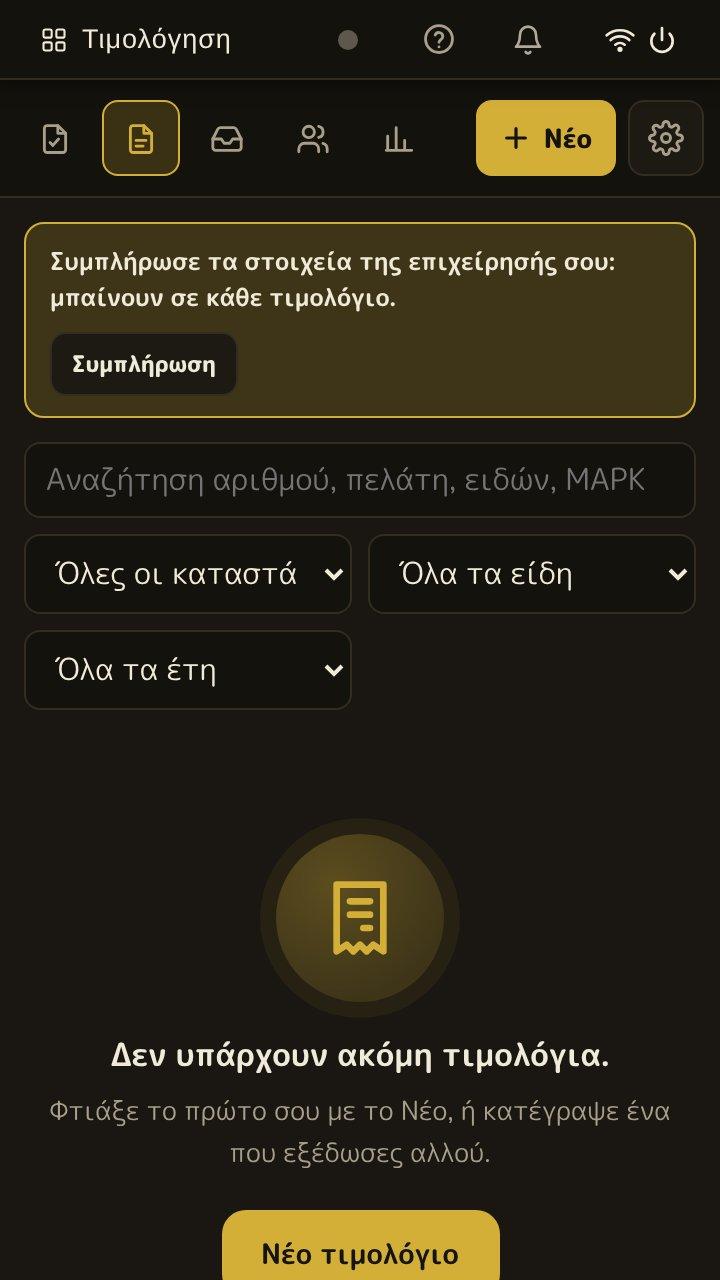 Τιμολόγηση
Νέο
Συμπλήρωσε τα στοιχεία της επιχείρησής σου:
μπαίνουν σε κάθε τιμολόγιο.
Συμπλήρωση
Αναζήτηση αριθμού, πελάτη, ειδών, ΜΑΡΚ
Όλες οι καταστά
Όλα τα είδη
Όλα τα έτη
Δεν υπάρχουν ακόμη τιμολόγια.
Φτιάξε το πρώτο σου με το Νέο, ή κατέγραψε ένα
που εξέδωσες αλλού.
Νέο τιμολόγιο